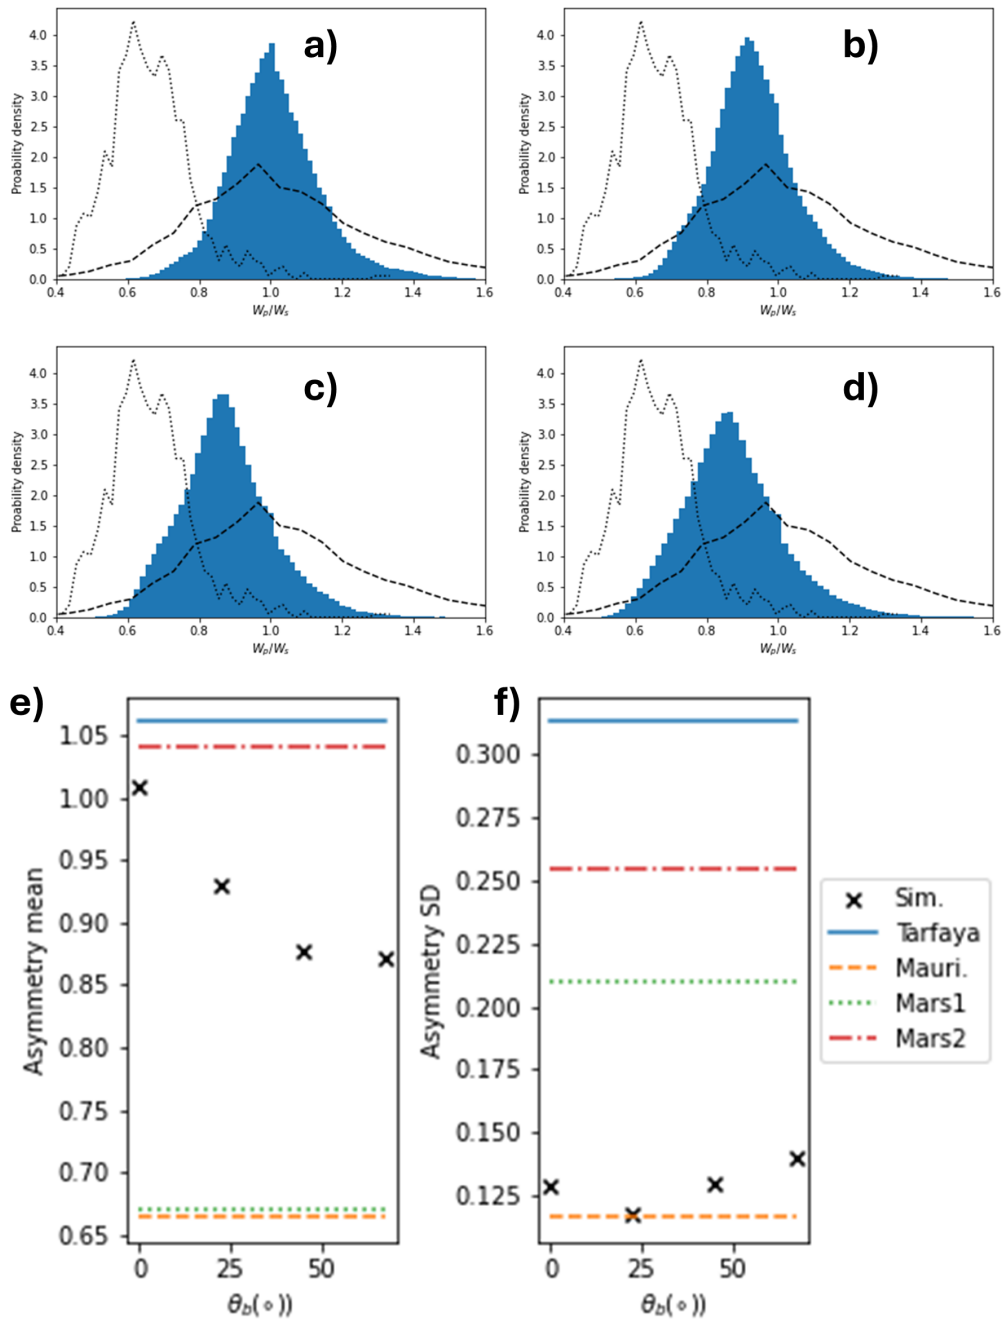 a)
4.0
3.5
3.0
2.5
2.0
1.5
1.0
0.5
0.0
Proability density
0.4 0.6 0.8 1.0 1.2 1.4 1.6
Wp/Ws
b)
4.0
3.5
3.0
2.5
2.0
1.5
1.0
0.5
0.0
Proability density
0.4 0.6 0.8 1.0 1.2 1.4 1.6
Wp/Ws
c)
4.0
3.5
3.0
2.5
2.0
1.5
1.0
0.5
0.0
Proability density
0.4 0.6 0.8 1.0 1.2 1.4 1.6
Wp/Ws
d)
4.0
3.5
3.0
2.5
2.0
1.5
1.0
0.5
0.0
Proability density
0.4 0.6 0.8 1.0 1.2 1.4 1.6
Wp/Ws
e)
1.05
1.00
0.95
0.90
0.85
0.80
0.75
0.70
0.65
Asymmetry mean
0 25 50
θb(∘))
f)
0.300
0.275
0.250
0.225
0.200
0.175
0.150
0.125
Asymmetry SD
0 25 50
θb(∘))
Sim.
Tarfaya
Mauri.
Mars1
Mars2